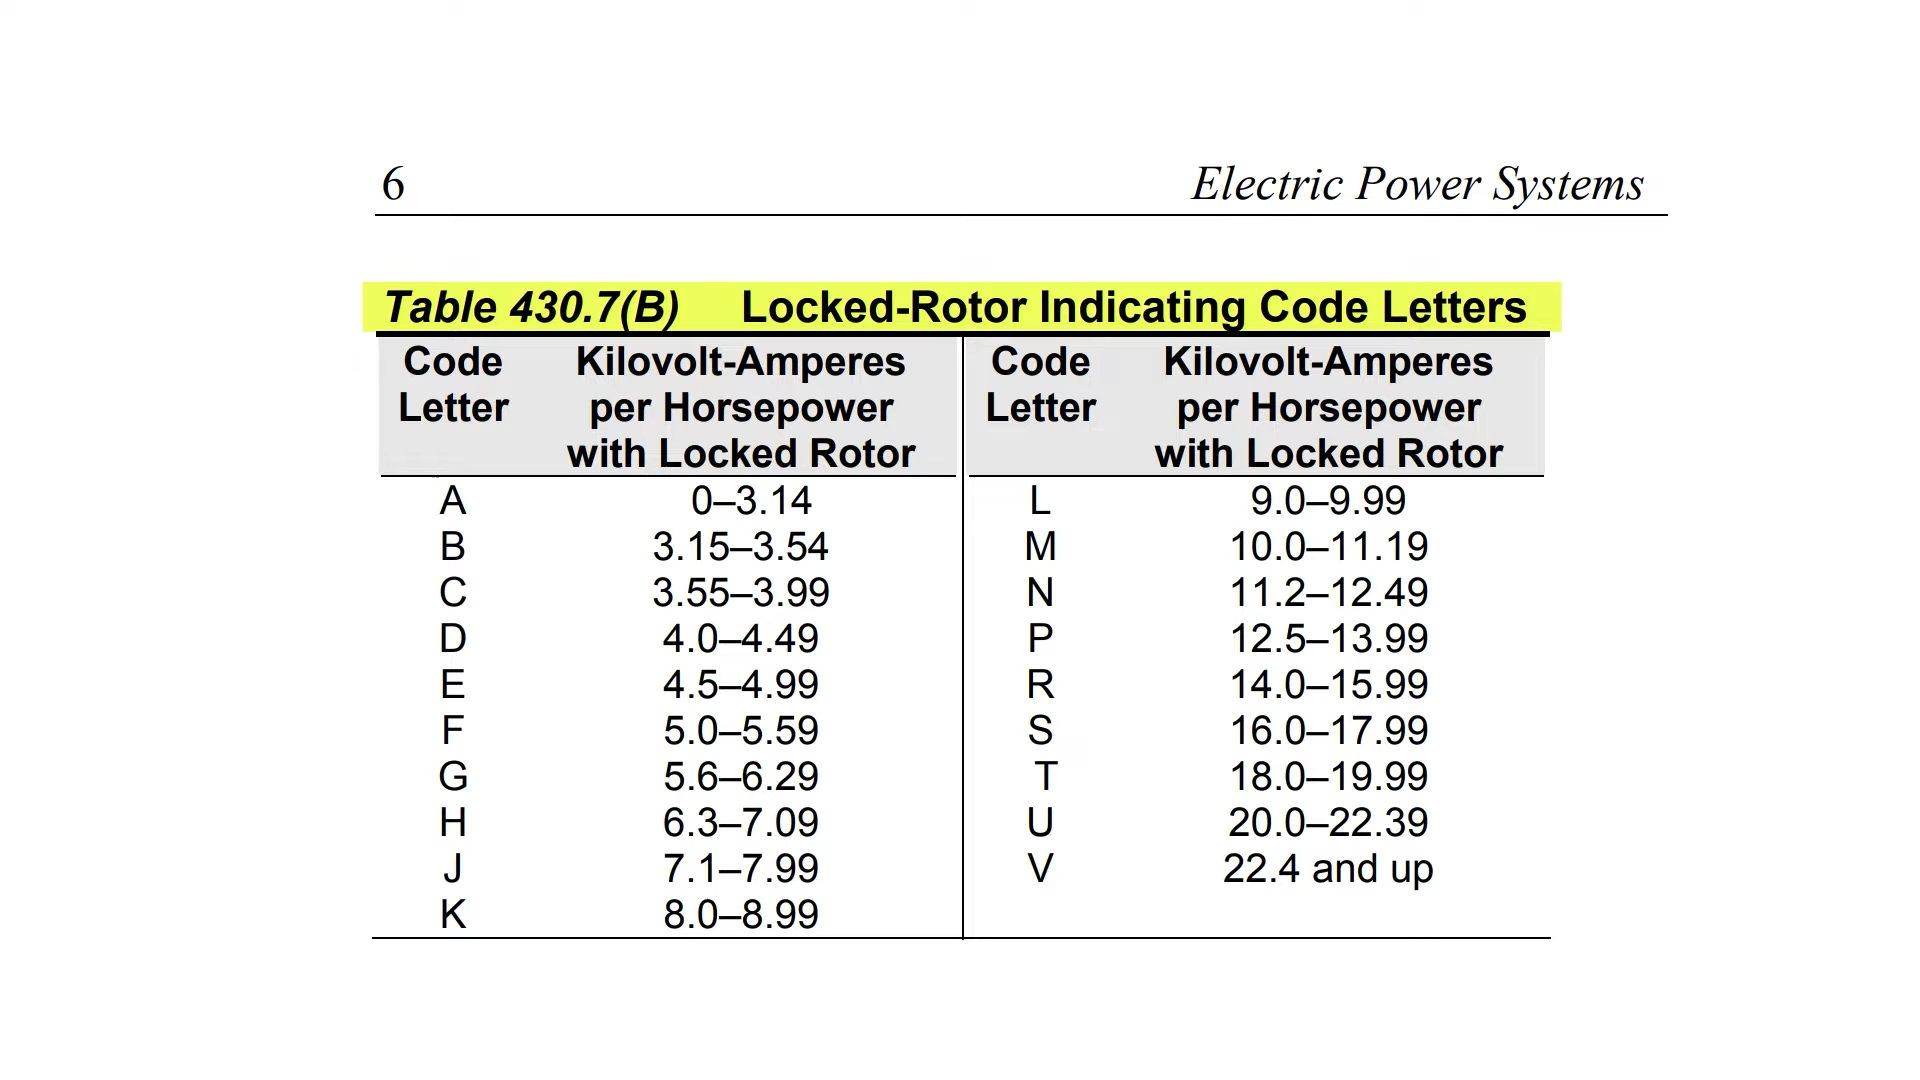 6 Electric Power Systems
Table 430.7(B) Locked-Rotor Indicating Code Letters
Code Kilovolt-Amperes Code Kilovolt-Amperes
Letter per Horsepower Letter per Horsepower
with Locked Rotor with Locked Rotor
A 0–3.14 L 9.0–9.99
B 3.15–3.54 M 10.0–11.19
C 3.55–3.99 N 11.2–12.49
D 4.0–4.49 P 12.5–13.99
E 4.5–4.99 R 14.0–15.99
F 5.0–5.59 S 16.0–17.99
G 5.6–6.29 T 18.0–19.99
H 6.3–7.09 U 20.0–22.39
J 7.1–7.99 V 22.4 and up
K 8.0–8.99